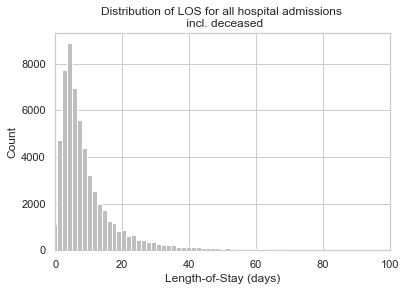 Distribution of LOS for all hospital admissions
incl. deceased
8000
6000
4000
2000
0
Count
0 20 40 60 80 100
Length-of-Stay (days)